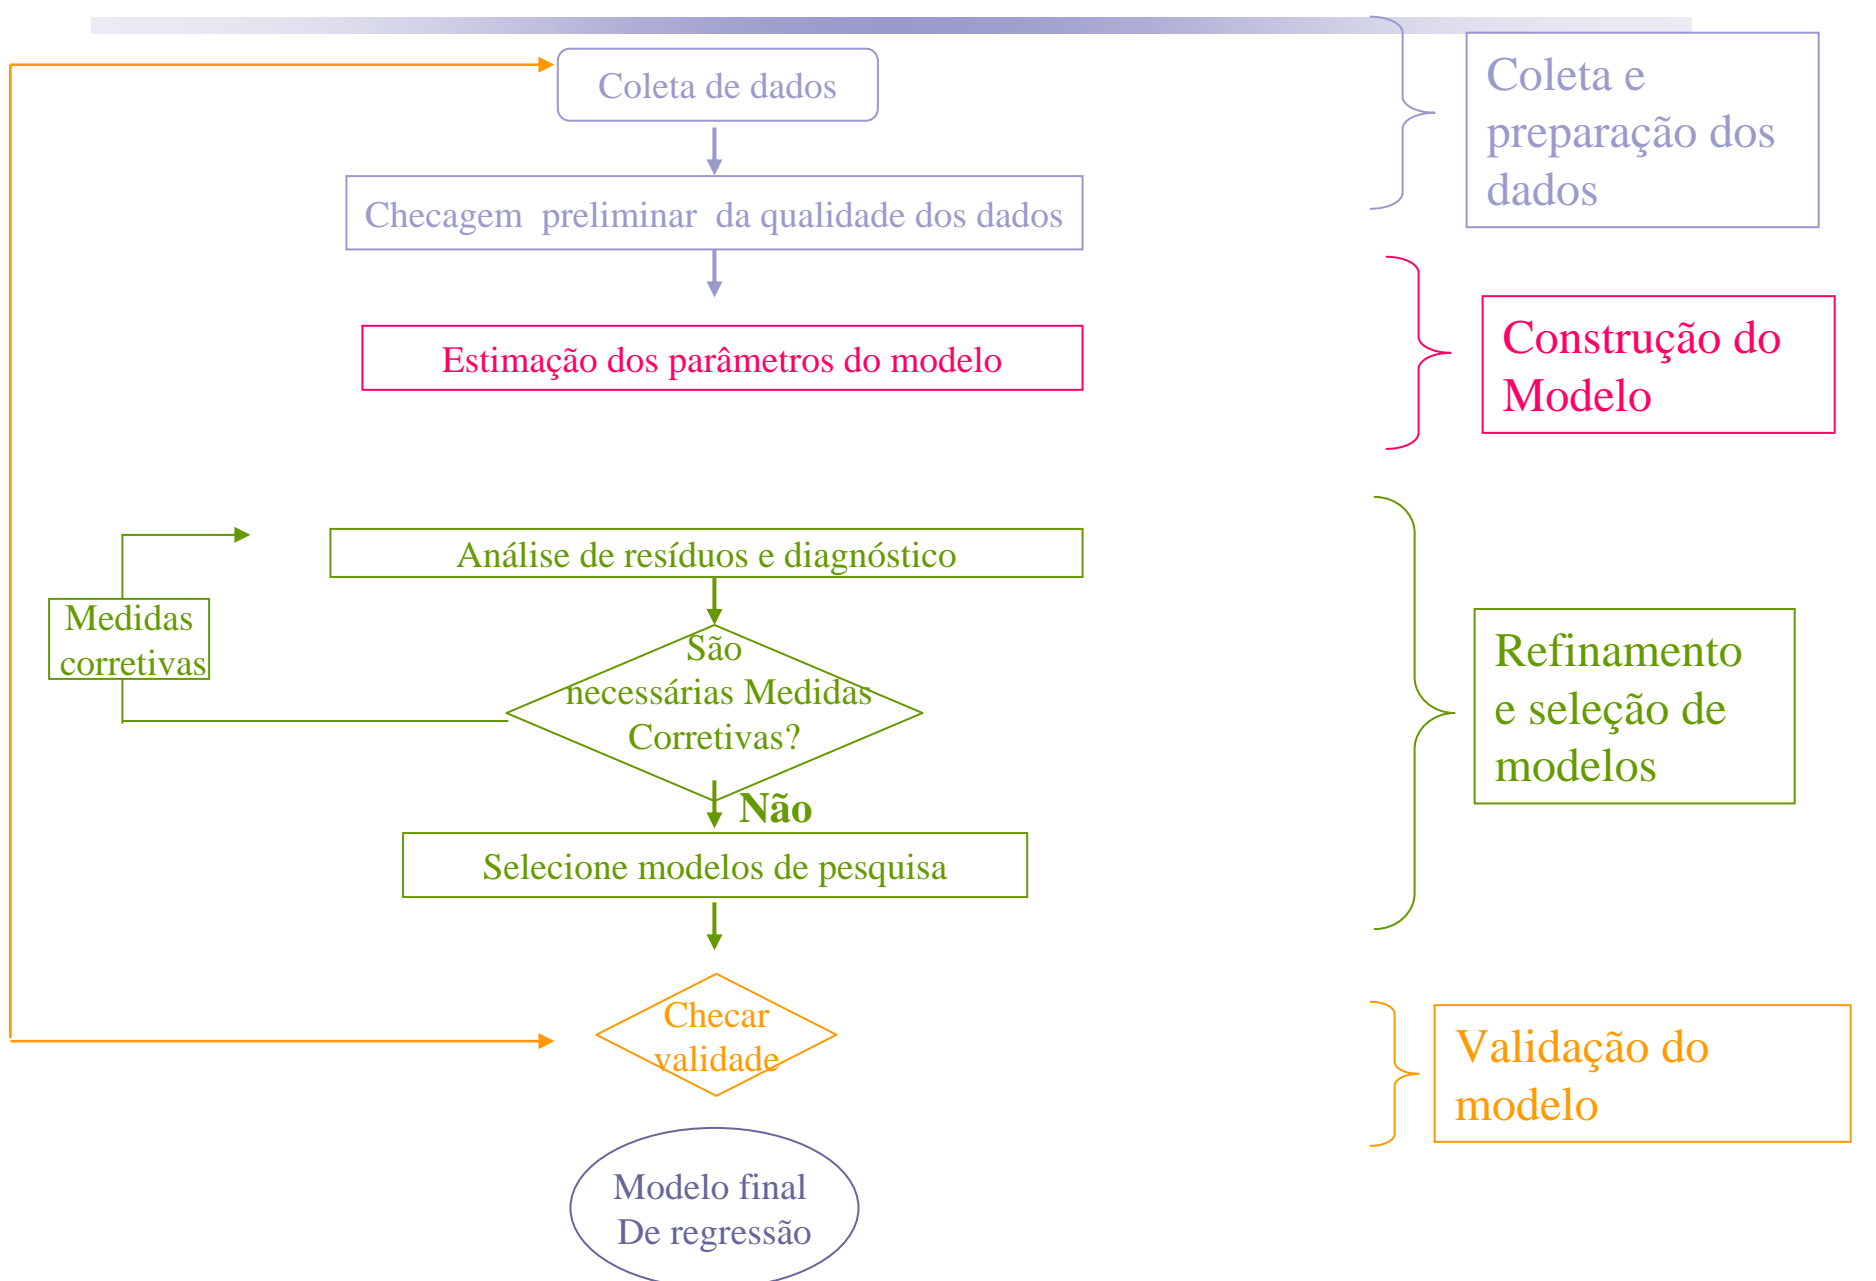 Coleta de dados
Checagem preliminar da qualidade dos dados
Coleta e
preparação dos
dados
Estimação dos parâmetros do modelo
Construção do
Modelo
Análise de resíduos e diagnóstico
Medidas
corretivas
São
necessárias Medidas
Corretivas?
Não
Selecione modelos de pesquisa
Refinamento
e seleção de
modelos
Checar
validade
Validação do
modelo
Modelo final
De regressão